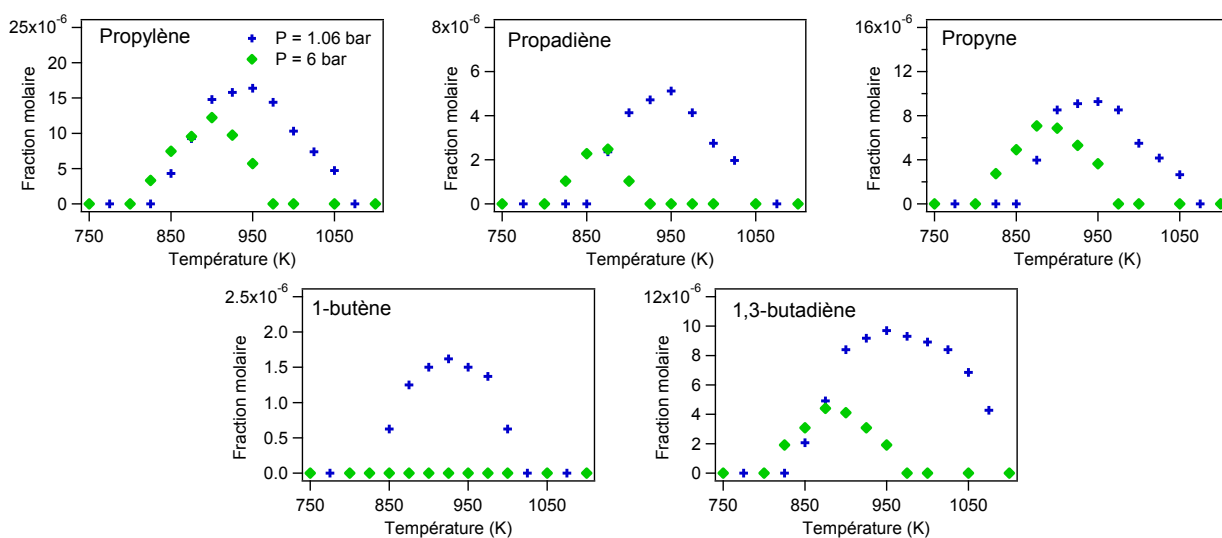 Propylène
P = 1.06 bar
P = 6 bar
25x10-6
20
15
10
5
0
Fraction molaire
750 850 950 1050
Température (K)
Propadiène
8x10-6
6
4
2
0
Fraction molaire
750 850 950 1050
Température (K)
Propyne
16x10-6
12
8
4
0
Fraction molaire
750 850 950 1050
Température (K)
1-butène
2.5x10-6
2.0
1.5
1.0
0.5
0.0
Fraction molaire
750 850 950 1050
Température (K)
1,3-butadiène
12x10-6
10
8
6
4
2
0
Fraction molaire
750 850 950 1050
Température (K)